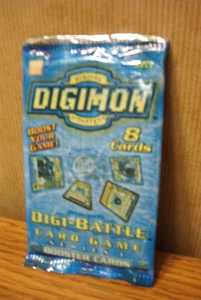 DIGIMON
BOOST YOUR GAME!
8 Cards
DIGI-BATTLE
CARD GAME
BOOSTER CARDS